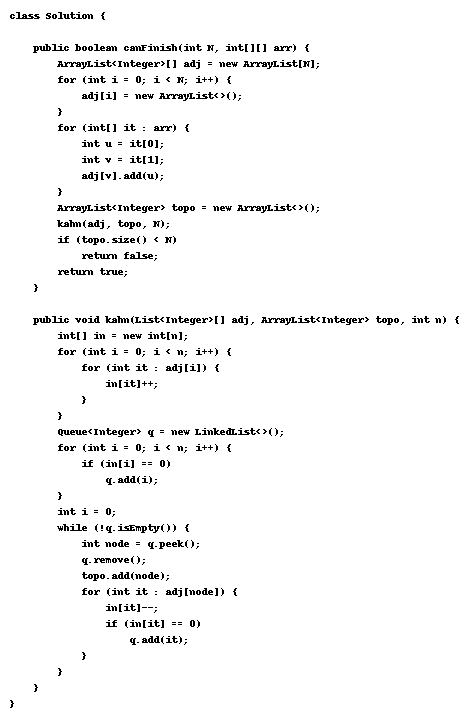 class Solution {

    public boolean canFinish(int N, int[][] arr) {
        ArrayList<Integer>[] adj = new ArrayList[N];
        for (int i = 0; i < N; i++) {
            adj[i] = new ArrayList<>();
        }
        for (int[] it : arr) {
            int u = it[0];
            int v = it[1];
            adj[v].add(u);
        }
        ArrayList<Integer> topo = new ArrayList<>();
        kahn(adj, topo, N);
        if (topo.size() < N)
            return false;
        return true;
    }

    public void kahn(List<Integer>[] adj, ArrayList<Integer> topo, int n) {
        int[] in = new int[n];
        for (int i = 0; i < n; i++) {
            for (int it : adj[i]) {
                in[it]++;
            }
        }
        Queue<Integer> q = new LinkedList<>();
        for (int i = 0; i < n; i++) {
            if (in[i] == 0)
                q.add(i);
        }
        int i = 0;
        while (!q.isEmpty()) {
            int node = q.peek();
            q.remove();
            topo.add(node);
            for (int it : adj[node]) {
                in[it]--;
                if (in[it] == 0)
                    q.add(it);
            }
        }
    }
}